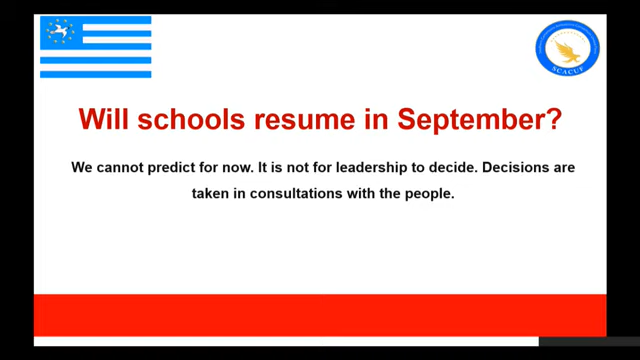 SCACUF
Will schools resume in September?
We cannot predict for now. It is not for leadership to decide. Decisions are
taken in consultations with the people.